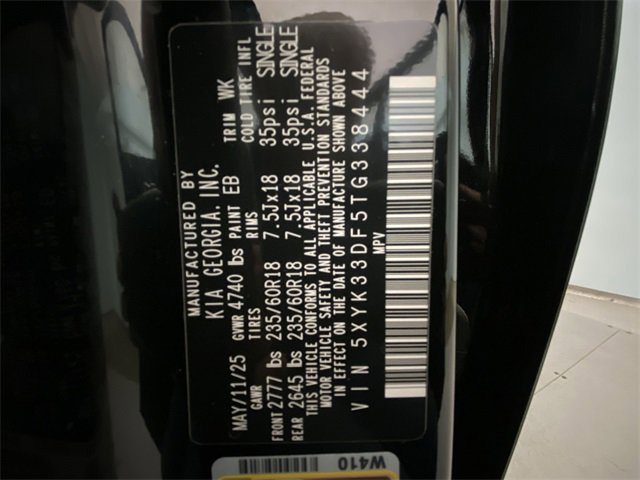 MANUFACTURED BY
KIA GEORGIA, INC.
MAY/11/25 GVWR 4740 lbs PAINT EB TRIM WK
GAWR TIRES RIMS COLD TIRE INFL
FRONT 2777 lbs 235/60R18 7.5Jx18 35psi SINGLE
REAR 2645 lbs 235/60R18 7.5Jx18 35psi SINGLE
THIS VEHICLE CONFORMS TO ALL APPLICABLE U.S.A. FEDERAL
MOTOR VEHICLE SAFETY AND THEFT PREVENTION STANDARDS
IN EFFECT ON THE DATE OF MANUFACTURE SHOWN ABOVE
VIN 5XYK33DF5TG338444
MPV
W410